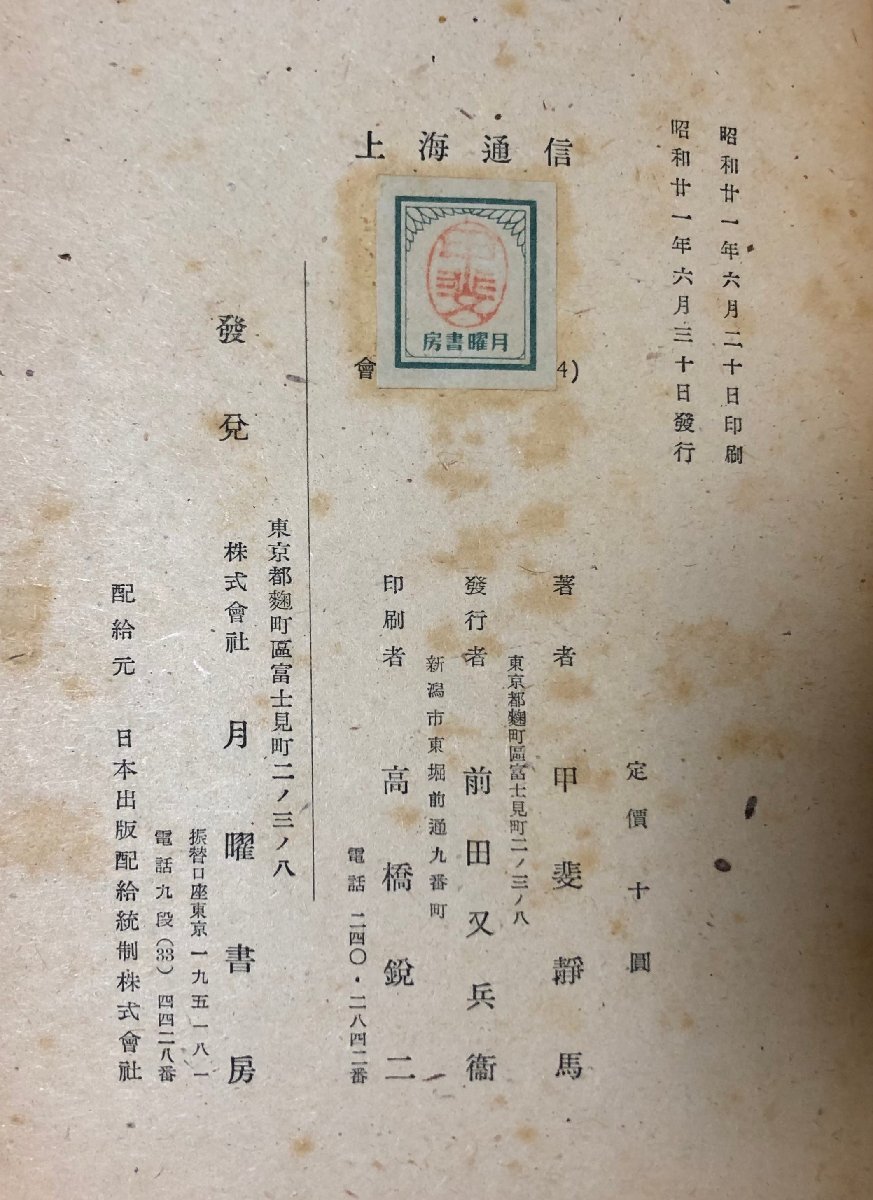 昭和廿一年六月二十日印刷
昭和廿一年六月三十日發行
上海通信
月曜書房
甲斐
會
4)
定價十圓
著者 甲斐靜馬
東京都麴町區富士見町二ノ三ノ八
發行者 前田又兵衞
新潟市東堀前通九番町
印刷者 高橋銳二
電話 二四〇・二八四二番
東京都麴町區富士見町二ノ三ノ八
發兌 株式會社 月曜書房
振替口座東京一九五一八一
電話九段(33)四四二八番
配給元 日本出版配給統制株式會社